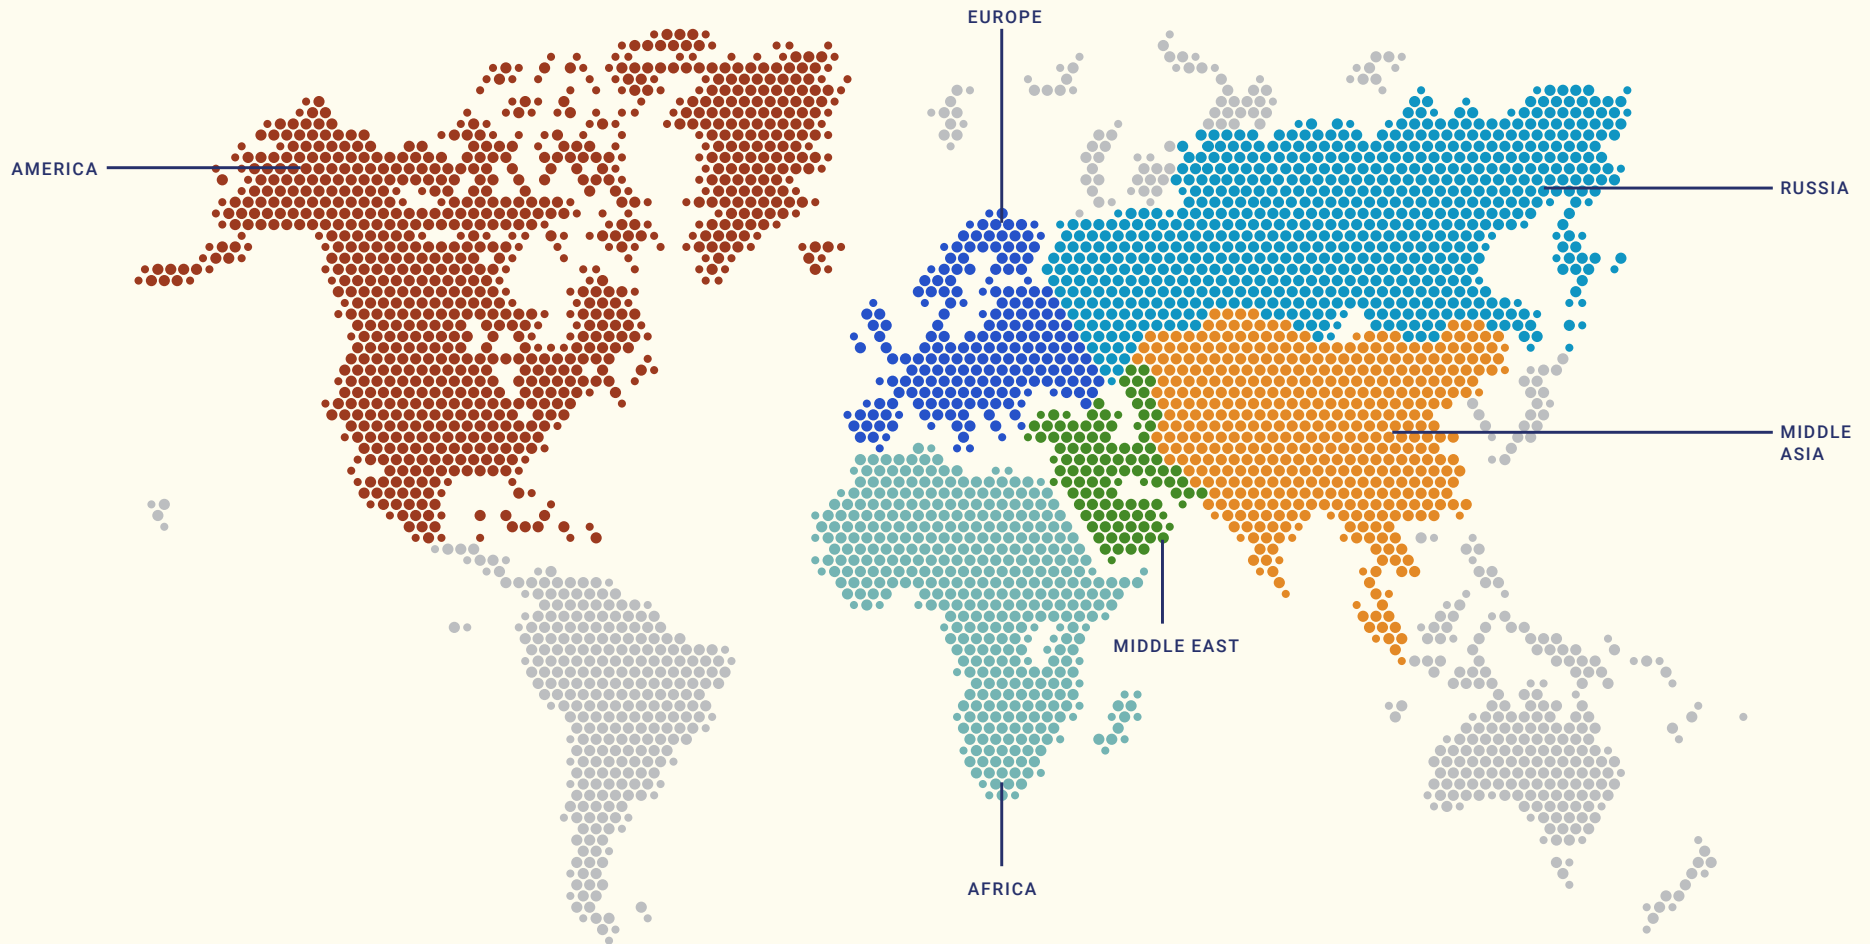 EUROPE
AMERICA
RUSSIA
MIDDLE
ASIA
MIDDLE EAST
AFRICA